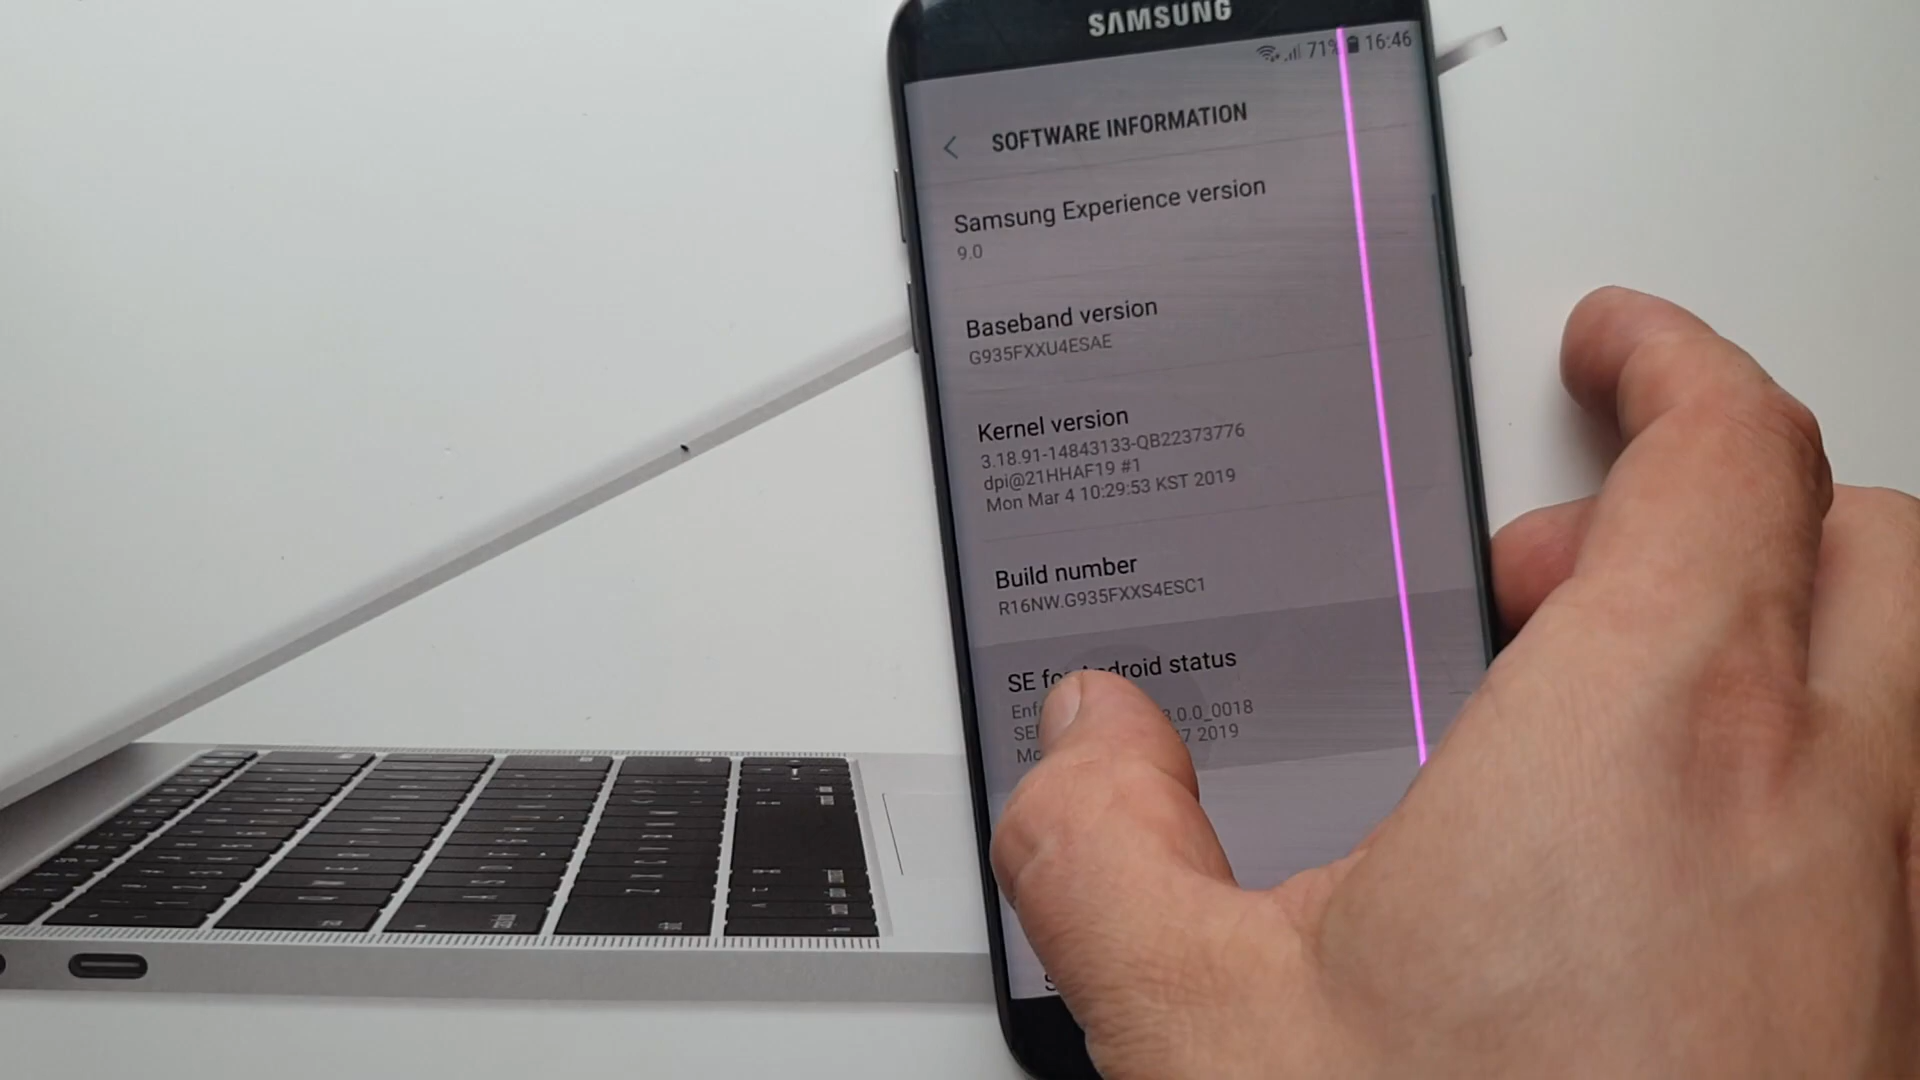 SAMSUNG
71% 16:46
SOFTWARE INFORMATION
Samsung Experience version
9.0
Baseband version
G935FXXU4ESAE
Kernel version
3.18.91-14843133-QB22373776
dpi@21HHAF19 #1
Mon Mar 4 10:29:53 KST 2019
Build number
R16NW.G935FXXS4ESC1
SE for Android status
3.0.0_0018
2019